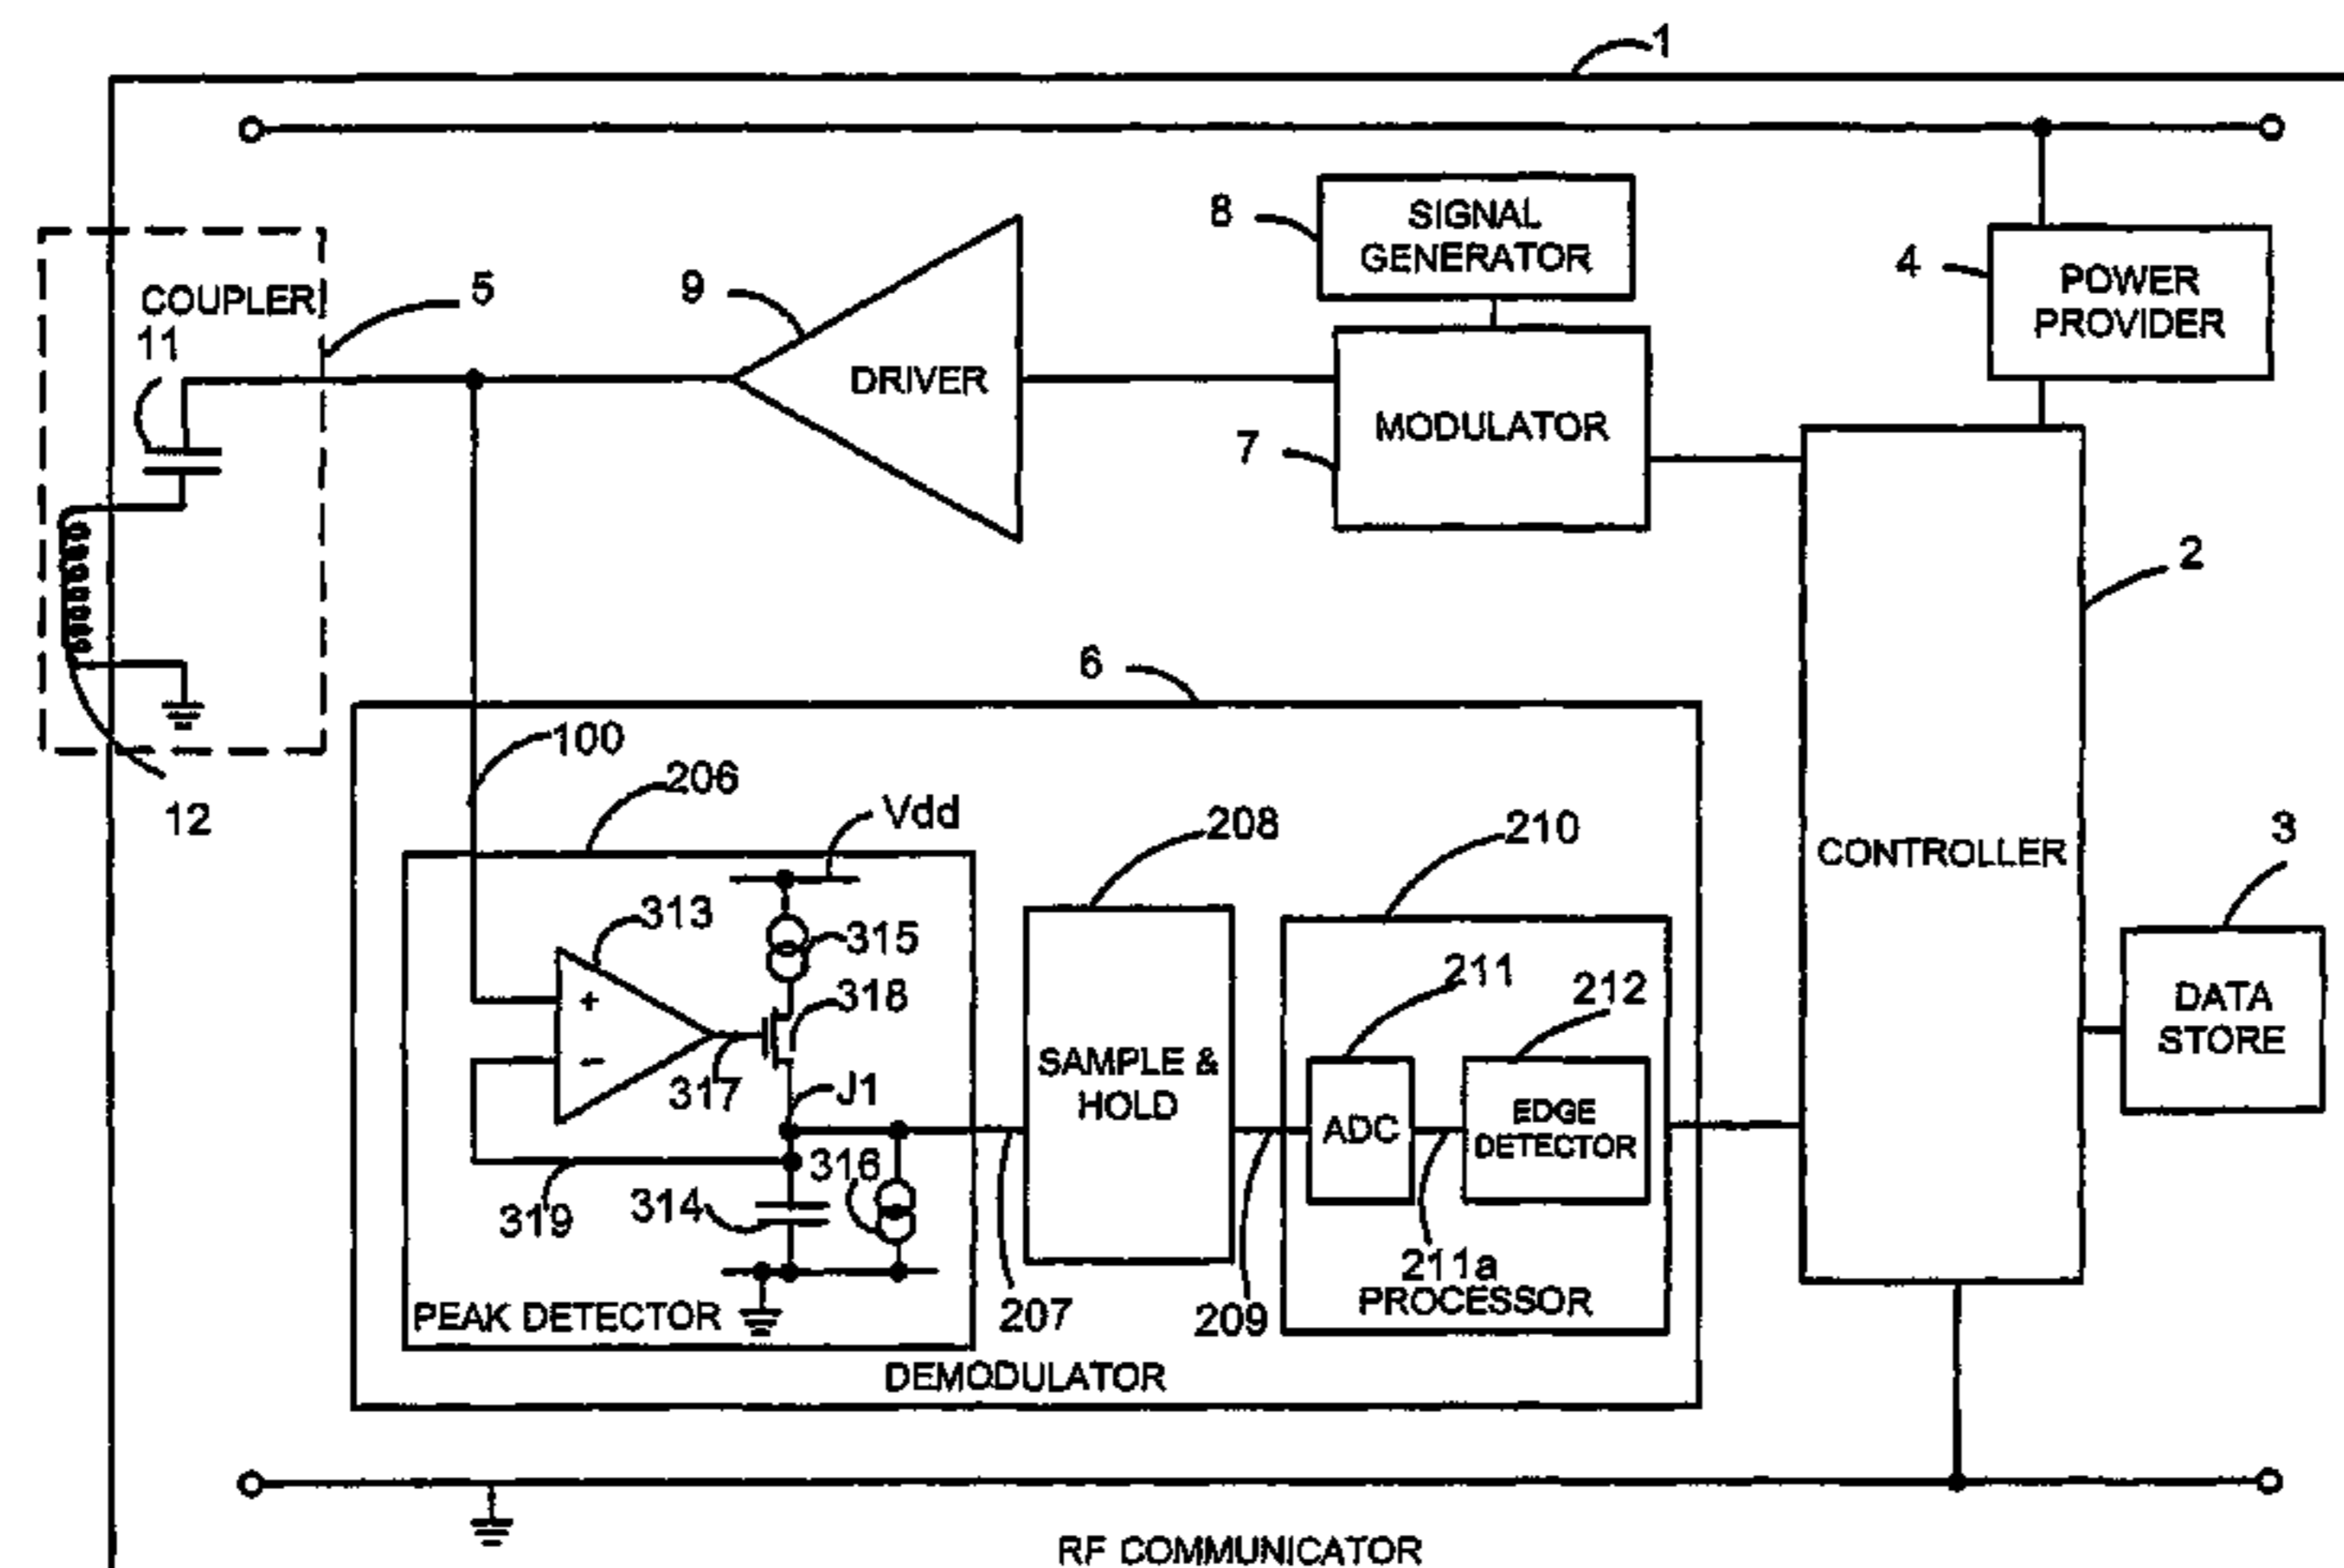 1
8
SIGNAL
GENERATOR
4
POWER
PROVIDER
COUPLER
5
9
11
DRIVER
MODULATOR
7
2
6
100
206
12
Vdd
208
210
3
CONTROLLER
313
315
211
212
318
DATA
STORE
+
-
SAMPLE &
HOLD
317
J1
ADC
EDGE
DETECTOR
316
319
314
211a
PROCESSOR
PEAK DETECTOR
207
209
DEMODULATOR
RF COMMUNICATOR